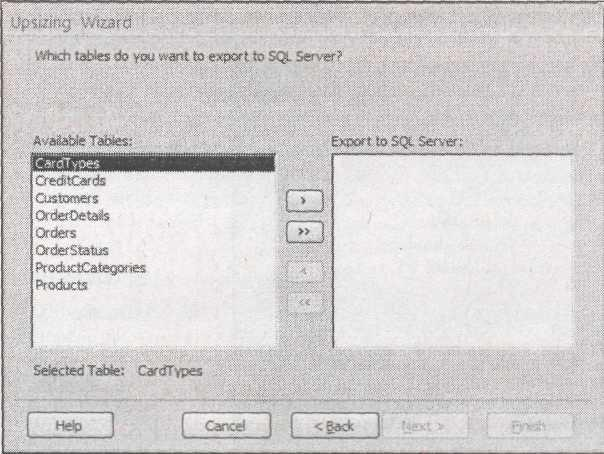 Upsizing Wizard
Which tables do you want to export to SQL Server?
Available Tables:
Export to SQL Server:
CardTypes
CreditCards
Customers
OrderDetails
Orders
OrderStatus
ProductCategories
Products
>
>>
<
<<
Selected Table: CardTypes
Help
Cancel
< Back
Next >
Finish